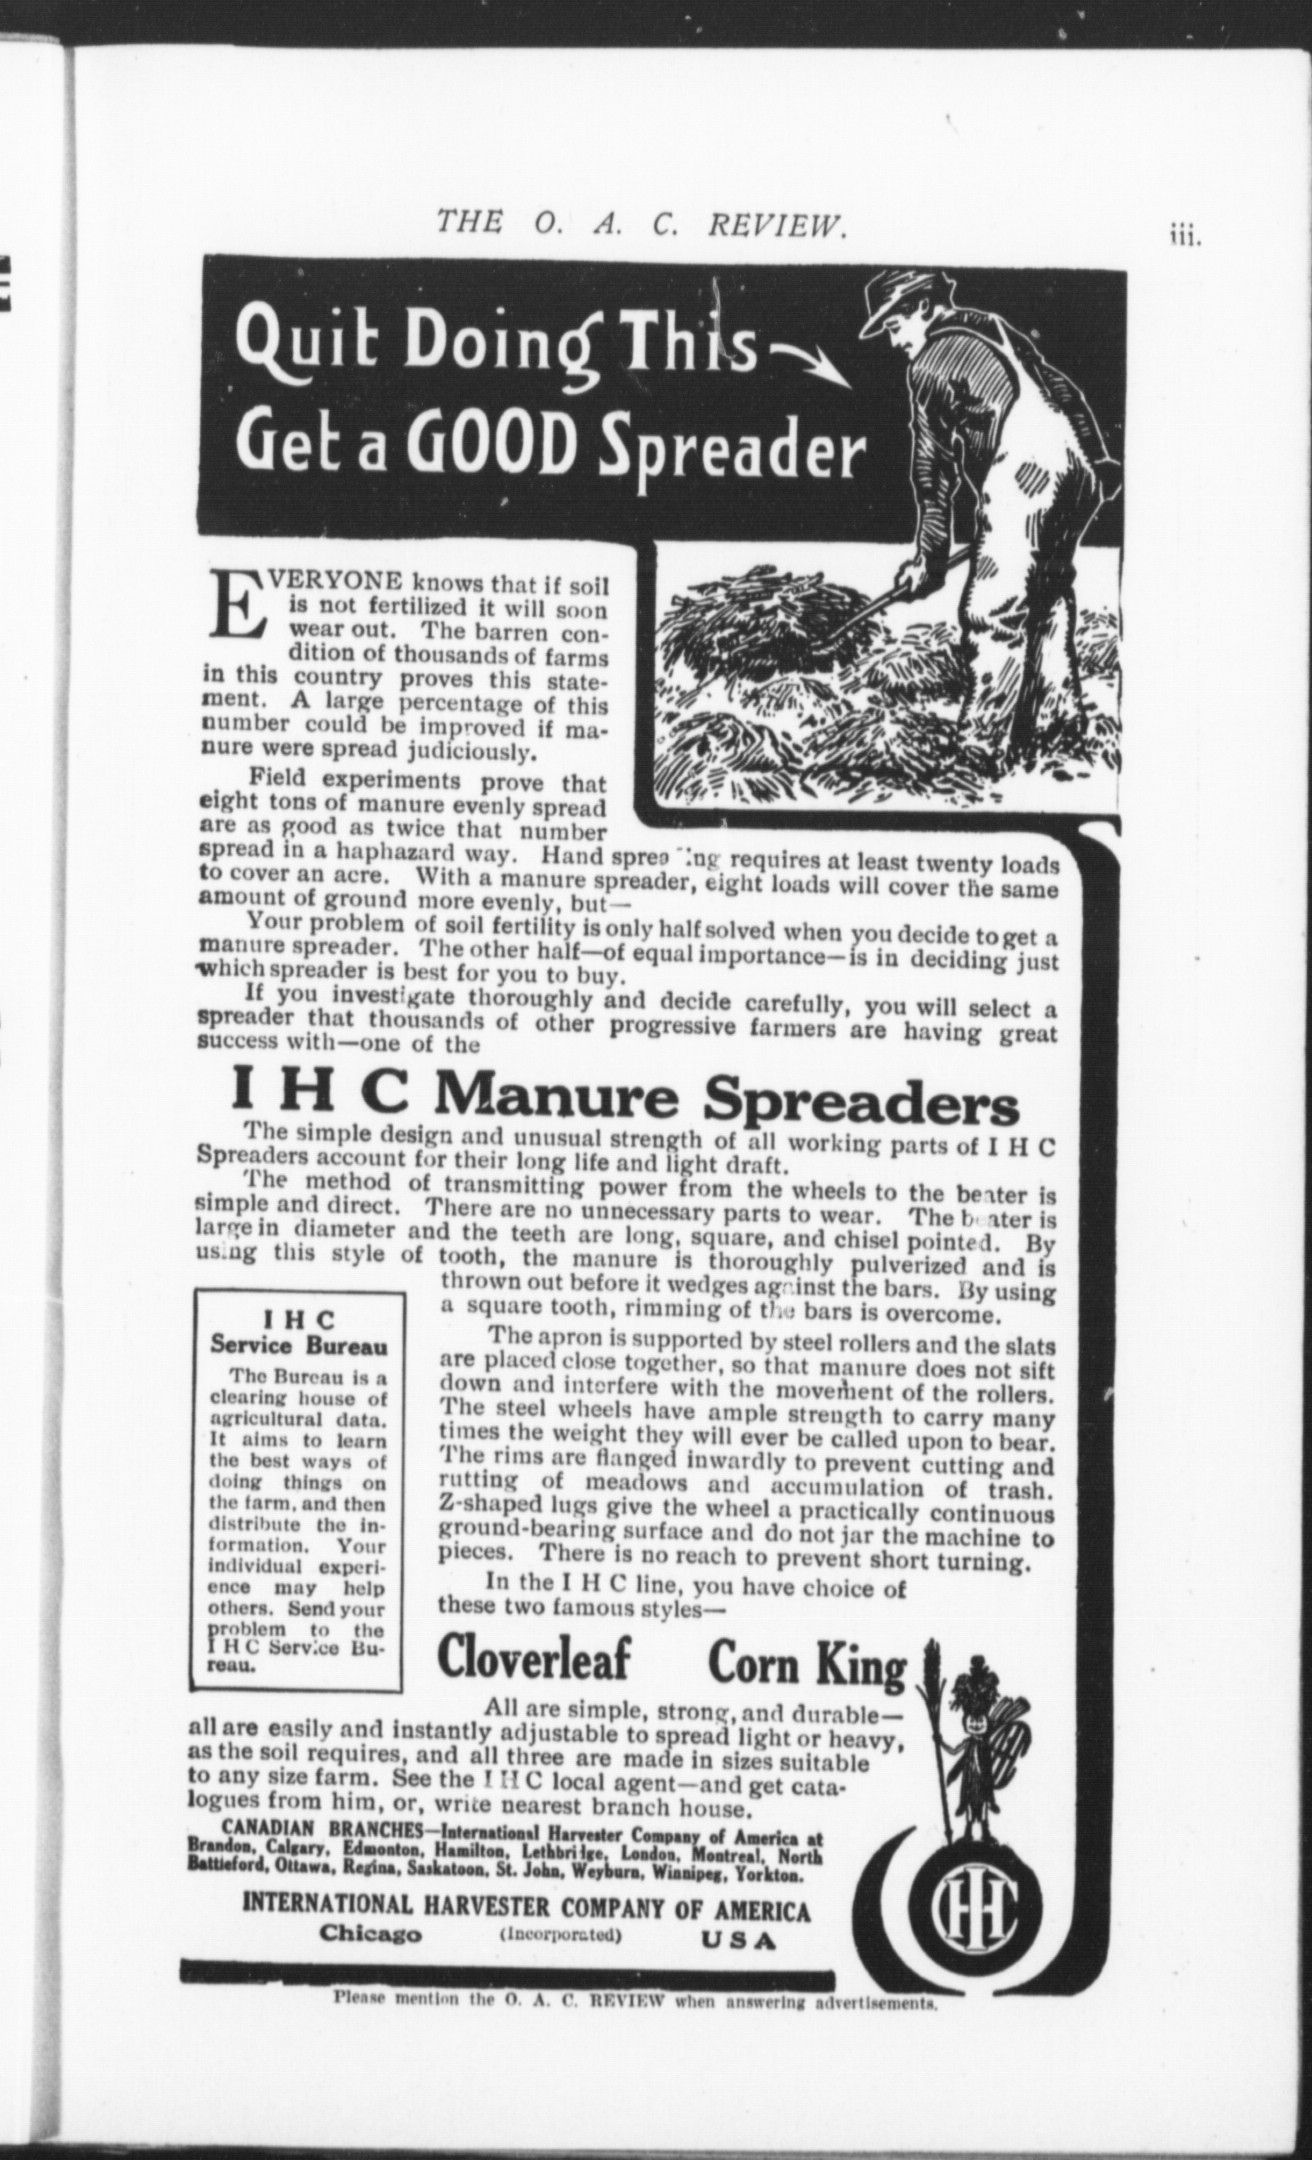 THE O. A. C. REVIEW.
iii.
Quit Doing This
Get a GOOD Spreader
EVERYONE knows that if soil
is not fertilized it will soon
wear out. The barren con-
dition of thousands of farms
in this country proves this state-
ment. A large percentage of this
number could be improved if ma-
nure were spread judiciously.
Field experiments prove that
eight tons of manure evenly spread
are as good as twice that number
spread in a haphazard way. Hand spreading requires at least twenty loads
to cover an acre. With a manure spreader, eight loads will cover the same
amount of ground more evenly, but—
Your problem of soil fertility is only half solved when you decide to get a
manure spreader. The other half—of equal importance—is in deciding just
which spreader is best for you to buy.
If you investigate thoroughly and decide carefully, you will select a
spreader that thousands of other progressive farmers are having great
success with—one of the
I H C Manure Spreaders
The simple design and unusual strength of all working parts of I H C
Spreaders account for their long life and light draft.
The method of transmitting power from the wheels to the beater is
simple and direct. There are no unnecessary parts to wear. The beater is
large in diameter and the teeth are long, square, and chisel pointed. By
using this style of tooth, the manure is thoroughly pulverized and is
thrown out before it wedges against the bars. By using
a square tooth, rimming of the bars is overcome.
The apron is supported by steel rollers and the slats
are placed close together, so that manure does not sift
down and interfere with the movement of the rollers.
The steel wheels have ample strength to carry many
times the weight they will ever be called upon to bear.
The rims are flanged inwardly to prevent cutting and
rutting of meadows and accumulation of trash.
Z-shaped lugs give the wheel a practically continuous
ground-bearing surface and do not jar the machine to
pieces. There is no reach to prevent short turning.
In the I H C line, you have choice of
these two famous styles—
I H C
Service Bureau
The Bureau is a
clearing house of
agricultural data.
It aims to learn
the best ways of
doing things on
the farm, and then
distribute the in-
formation. Your
individual experi-
ence may help
others. Send your
problem to the
I H C Service Bu-
reau.
Cloverleaf Corn King
All are simple, strong, and durable—
all are easily and instantly adjustable to spread light or heavy,
as the soil requires, and all three are made in sizes suitable
to any size farm. See the I H C local agent—and get cata-
logues from him, or, write nearest branch house.
CANADIAN BRANCHES—International Harvester Company of America at
Brandon, Calgary, Edmonton, Hamilton, Lethbridge, London, Montreal, North
Battleford, Ottawa, Regina, Saskatoon, St. John, Weyburn, Winnipeg, Yorkton.
INTERNATIONAL HARVESTER COMPANY OF AMERICA
Chicago (Incorporated) U S A
IHC
Please mention the O. A. C. REVIEW when answering advertisements.